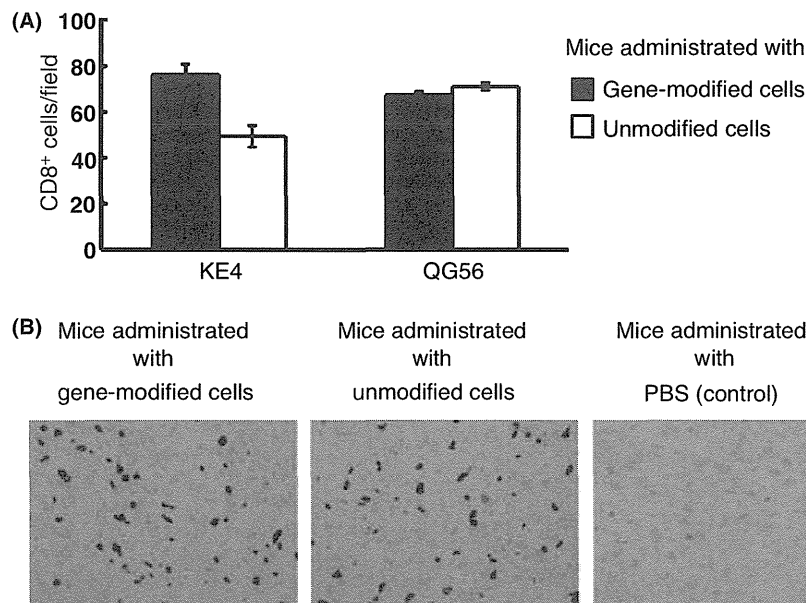 (A)
100
80
60
40
20
0
CD8+ cells/field
KE4
QG56
Mice administrated with
Gene-modified cells
Unmodified cells
(B)
Mice administrated
with
gene-modified cells
Mice administrated
with
unmodified cells
Mice administrated
with
PBS (control)